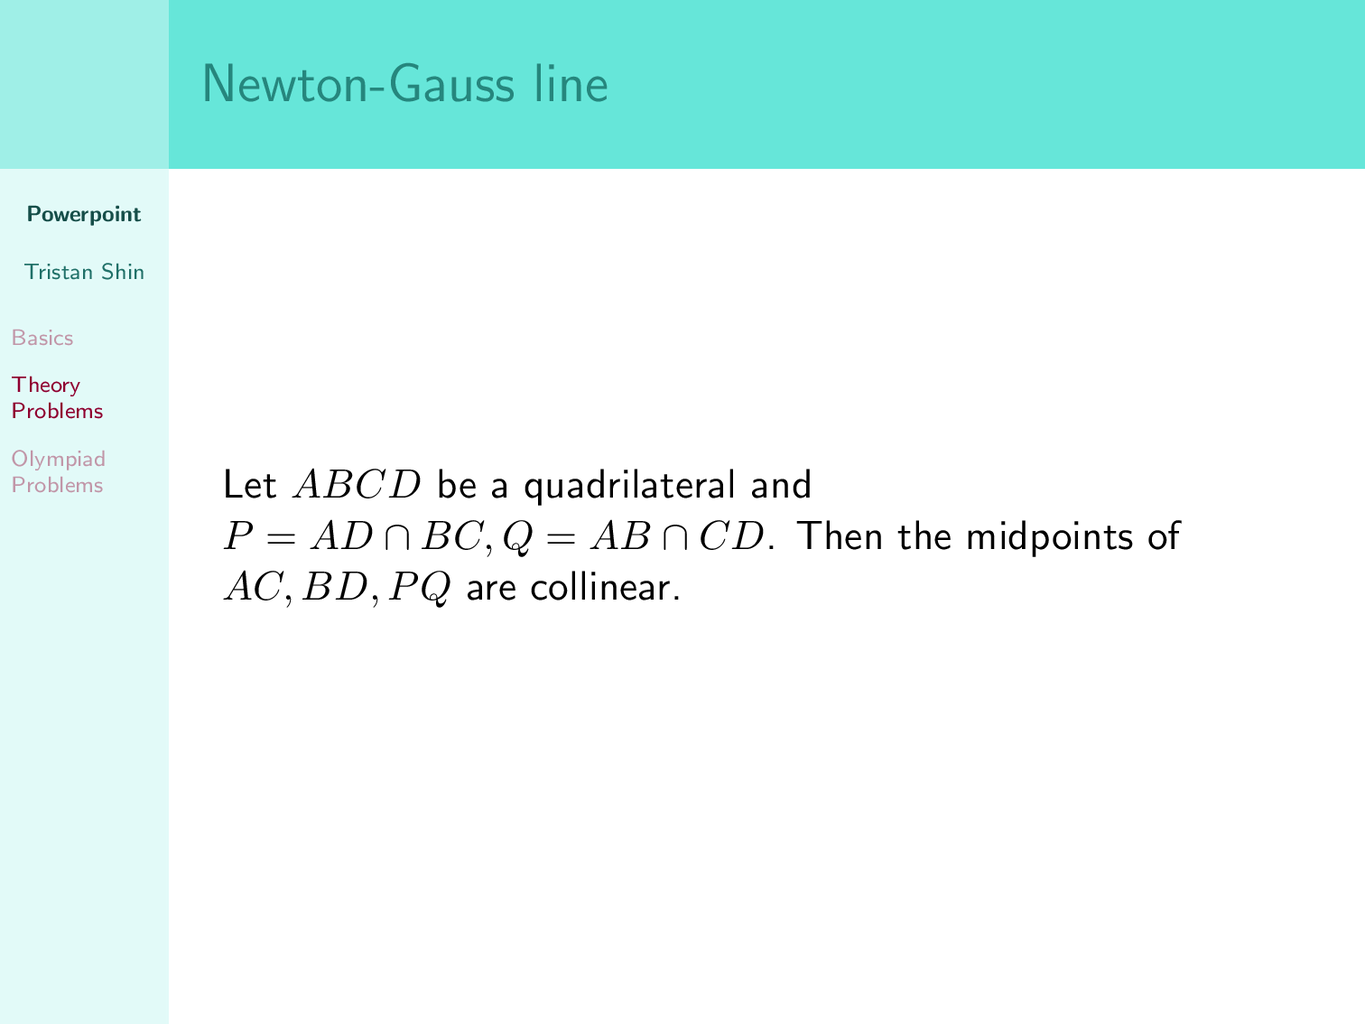 Newton-Gauss line
Powerpoint
Tristan Shin
Basics
Theory
Problems
Olympiad
Problems
Let ABCD be a quadrilateral and
P = AD ∩ BC, Q = AB ∩ CD. Then the midpoints of
AC, BD, PQ are collinear.